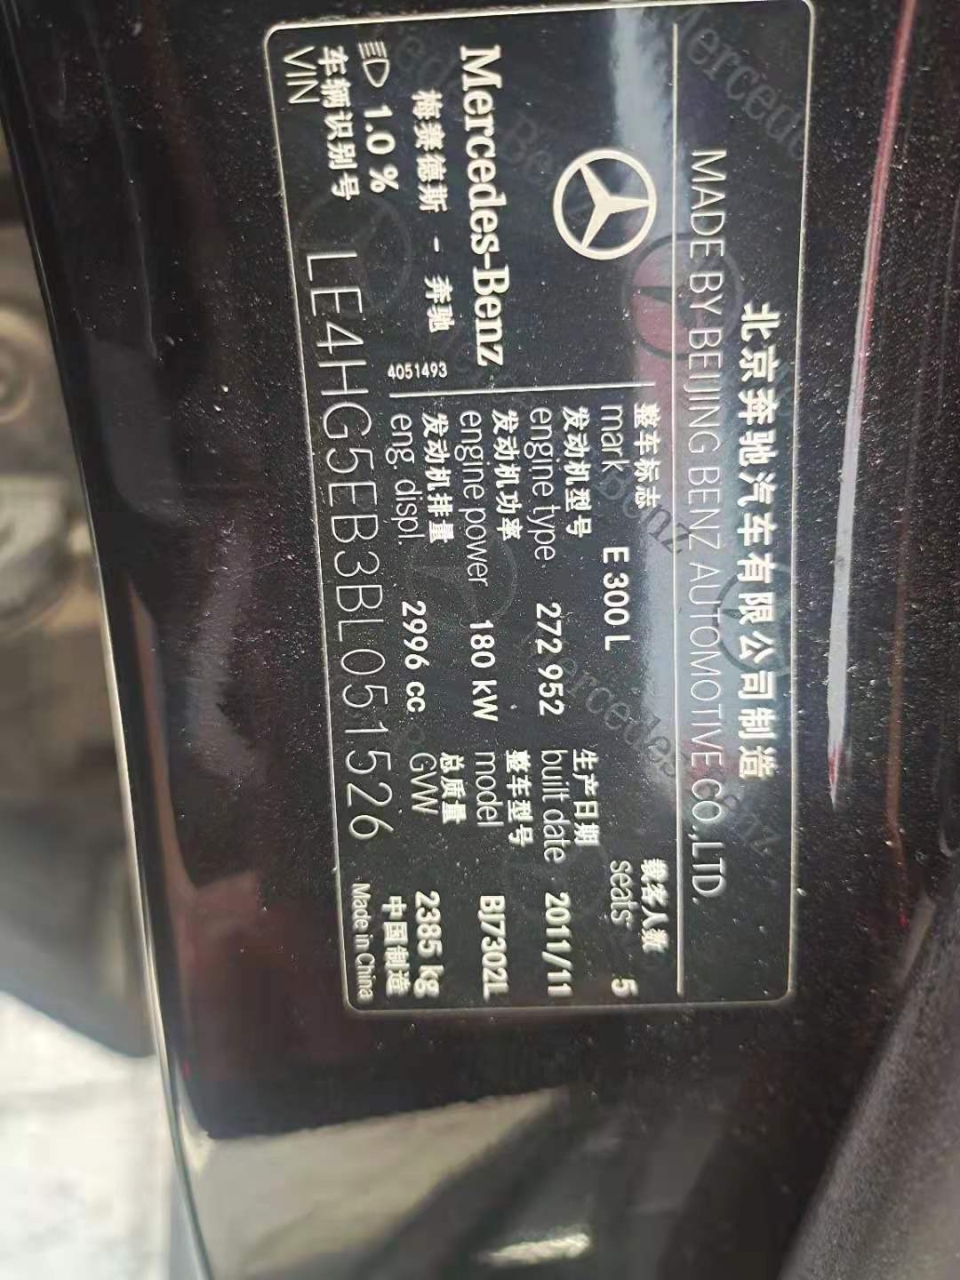 北京奔驰汽车有限公司制造
MADE BY BEIJING BENZ AUTOMOTIVE CO.,LTD.
整车标志
mark
E 300 L
载客人数
seats
5
发动机型号
engine type
272 952
生产日期
built date
2011/11
发动机功率
engine power
180 kW
整车型号
model
BJ7302L
发动机排量
eng. displ.
2996 cc
总质量
GVW
2385 kg
Mercedes-Benz
梅赛德斯 - 奔驰
4051493
1.0 %
车辆识别号
VIN
LE4HG5EB3BL051526
中国制造
Made in China